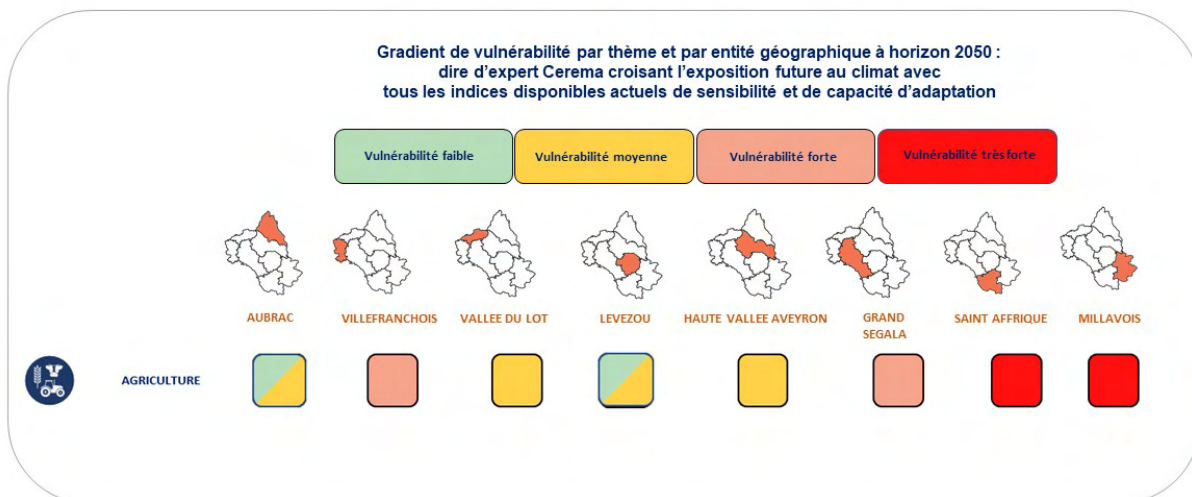 Gradient de vulnérabilité par thème et par entité géographique à horizon 2050 :
dire d'expert Cerema croisant l'exposition future au climat avec
tous les indices disponibles actuels de sensibilité et de capacité d'adaptation
Vulnérabilité faible
Vulnérabilité moyenne
Vulnérabilité forte
Vulnérabilité trèsforte
AUBRAC
VILLEFRANCHOIS
VALLEE DU LOT
LEVEZOU
HAUTE VALLEE AVEYRON
GRAND
SEGALA
SAINT AFFRIQUE
MILLAVOIS
AGRICULTURE